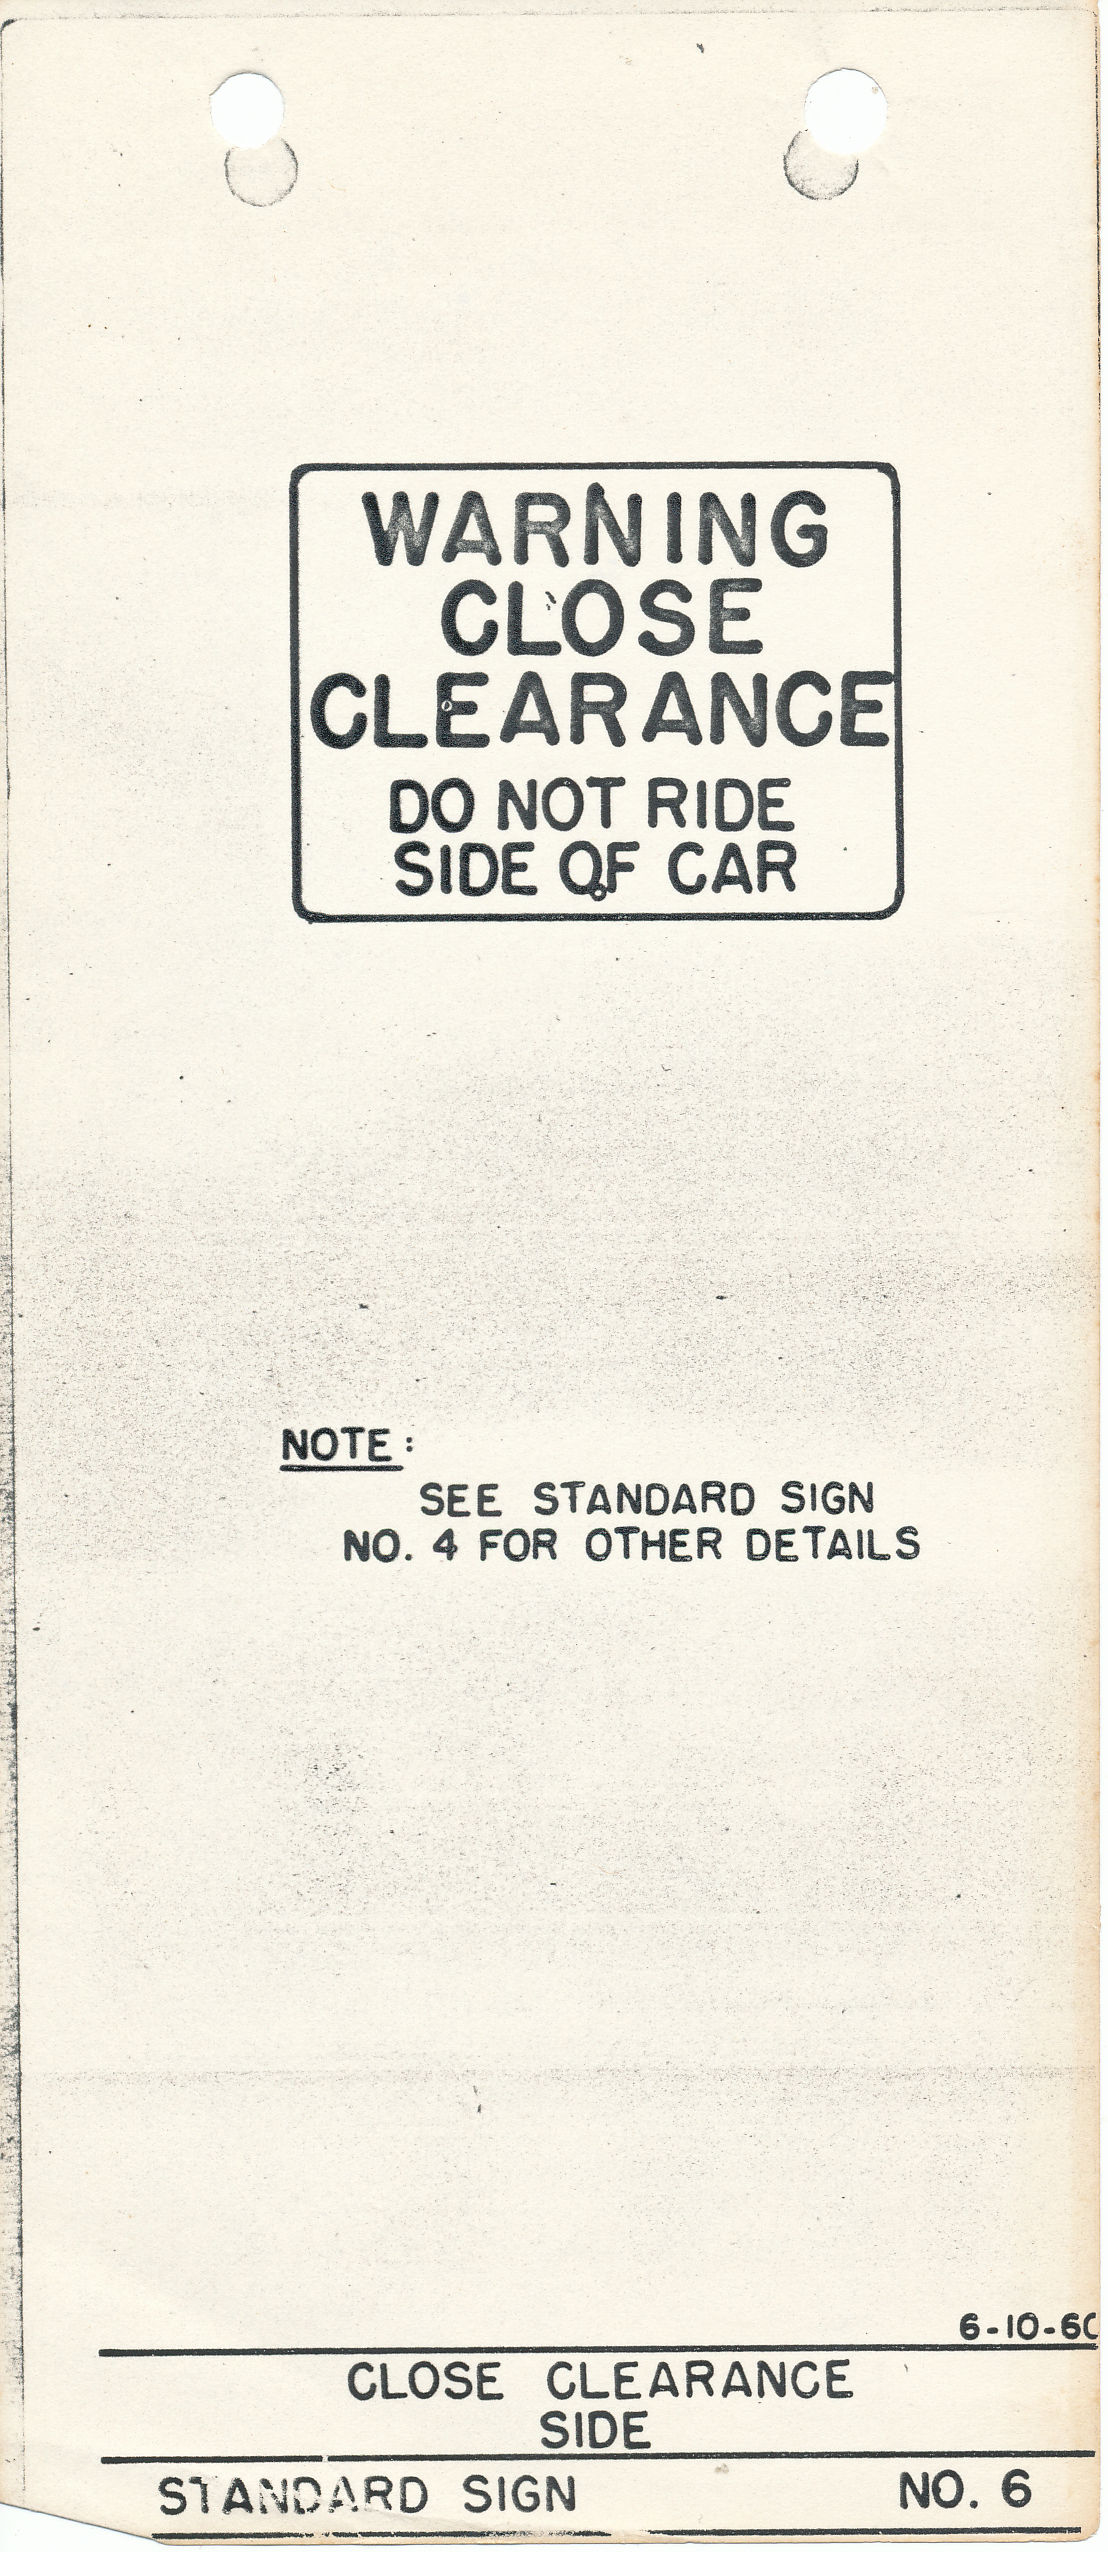 WARNING
CLOSE
CLEARANCE
DO NOT RIDE
SIDE OF CAR
NOTE:
SEE STANDARD SIGN
NO. 4 FOR OTHER DETAILS
6-10-60
CLOSE CLEARANCE
SIDE
STANDARD SIGN NO. 6